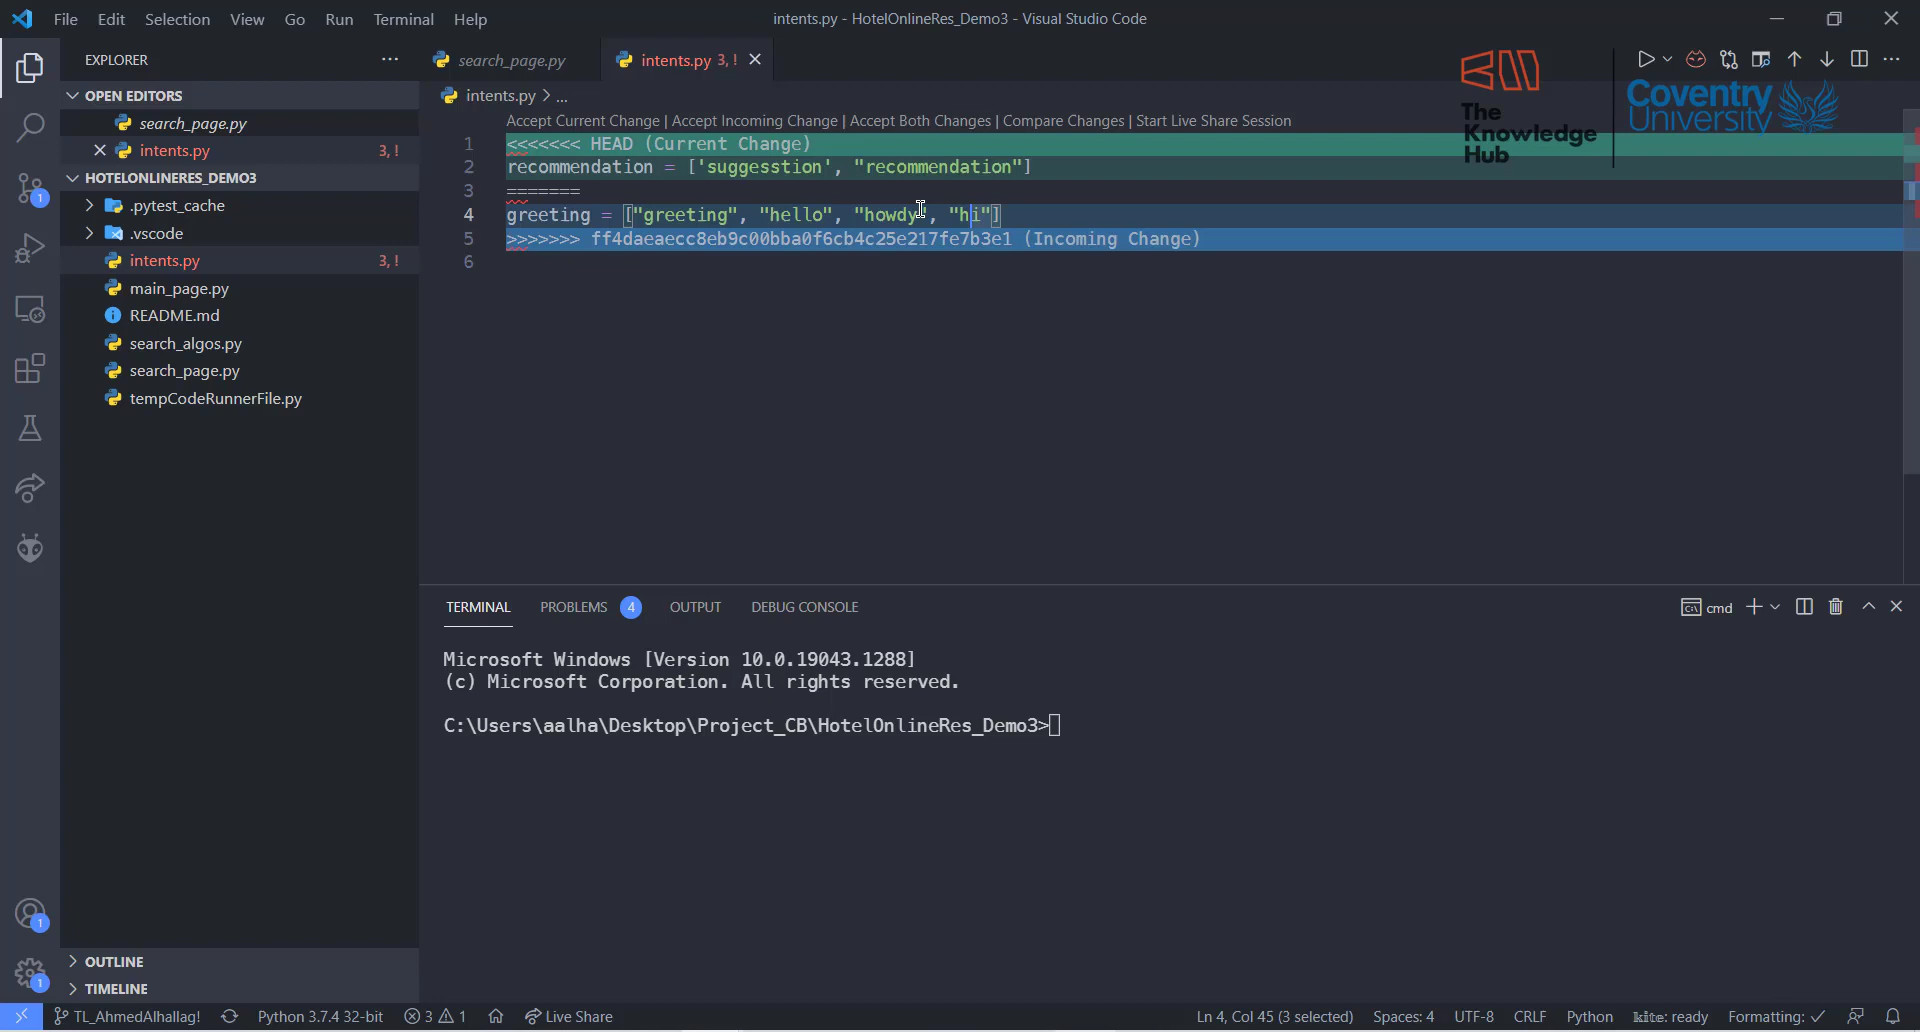 File Edit Selection View Go Run Terminal Help
intents.py - HotelOnlineRes_Demo3 - Visual Studio Code
EXPLORER
OPEN EDITORS
search_page.py
intents.py 3, !
HOTELONLINERES_DEMO3
.pytest_cache
.vscode
intents.py 3, !
main_page.py
README.md
search_algos.py
search_page.py
tempCodeRunnerFile.py
OUTLINE
TIMELINE
1
1
1
search_page.py
intents.py 3, !
intents.py > ...
The
Knowledge
Hub
Coventry
University
Accept Current Change | Accept Incoming Change | Accept Both Changes | Compare Changes | Start Live Share Session
1 <<<<<<< HEAD (Current Change)
2 recommendation = ['suggesstion', "recommendation"]
3 =======
4 greeting = ["greeting", "hello", "howdy", "hi"]
5 >>>>>>> ff4daeaecc8eb9c00bba0f6cb4c25e217fe7b3e1 (Incoming Change)
6
TERMINAL PROBLEMS 4 OUTPUT DEBUG CONSOLE
cmd
Microsoft Windows [Version 10.0.19043.1288]
(c) Microsoft Corporation. All rights reserved.
C:\Users\aalha\Desktop\Project_CB\HotelOnlineRes_Demo3>
TL_AhmedAlhallag! Python 3.7.4 32-bit 3 1 Live Share
Ln 4, Col 45 (3 selected) Spaces: 4 UTF-8 CRLF Python kite: ready Formatting: ✓